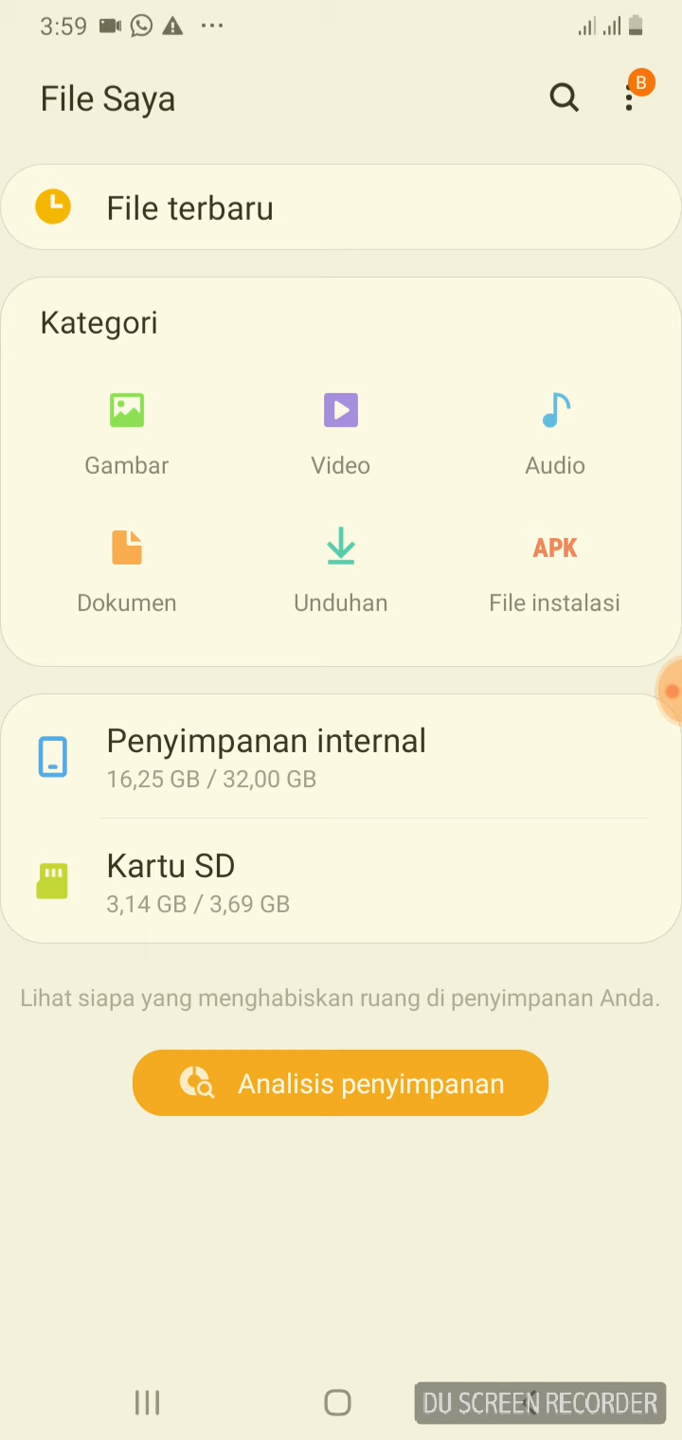 3:59
File Saya
B
File terbaru
Kategori
Gambar
Video
Audio
Dokumen
Unduhan
APK
File instalasi
Penyimpanan internal
16,25 GB / 32,00 GB
Kartu SD
3,14 GB / 3,69 GB
Lihat siapa yang menghabiskan ruang di penyimpanan Anda.
Analisis penyimpanan
DU SCREEN RECORDER